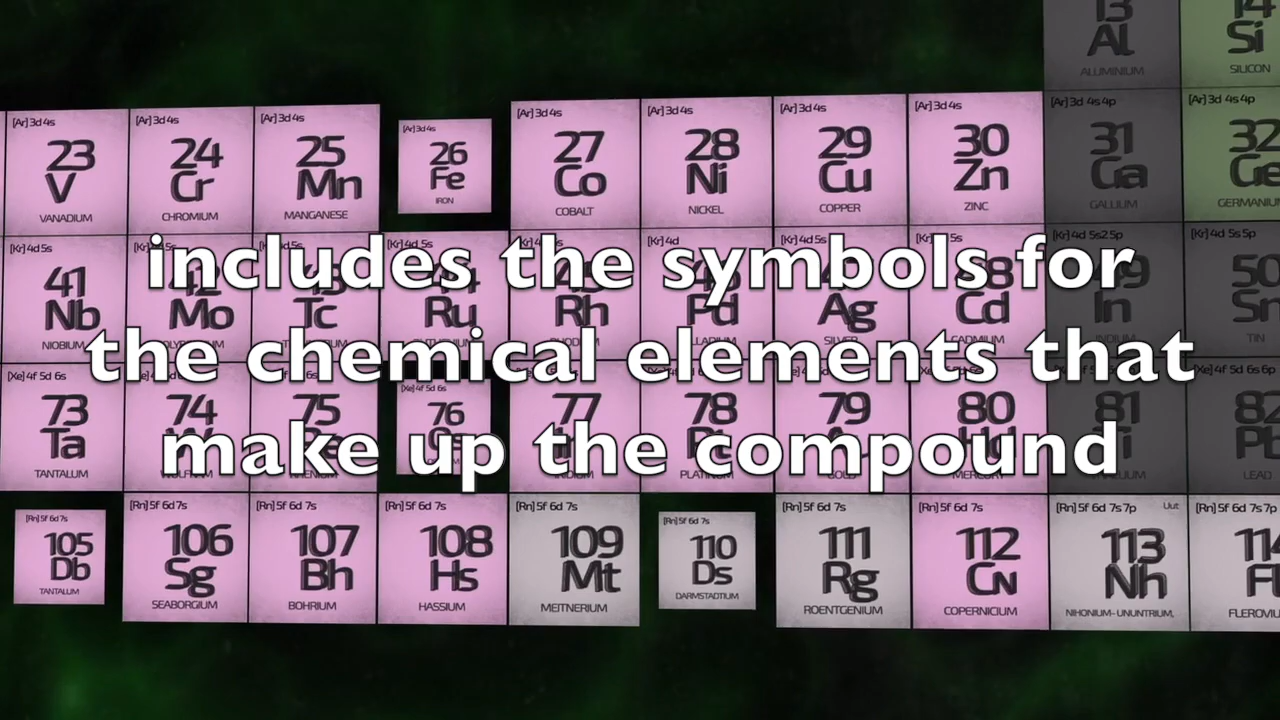 13
14
Al
Si
ALUMINIUM
SILICON
[Ar] 3d 4s
[Ar] 3d 4s
[Ar] 3d 4s
[Ar] 3d 4s
[Ar] 3d 4s
[Ar] 3d 4s
[Ar] 3d 4s
[Ar] 3d 4s
[Ar] 3d 4s 4p
[Ar] 3d 4s 4p
23
24
25
26
27
28
29
30
31
32
V
Cr
Mn
Fe
Co
Ni
Cu
Zn
Ga
Ge
VANADIUM
CHROMIUM
MANGANESE
IRON
COBALT
NICKEL
COPPER
ZINC
GALLIUM
GERMANIU
[Kr] 4d 5s
[Kr] 4d 5s
[Kr] 4d
[Kr] 4d 5s
[Kr] 4d 5s2 5p
[Kr] 4d 5s 5p
includes the symbols for
41
50
Nb
Mo
Tc
Ru
Rh
Pd
Ag
Cd
In
Sn
NIOBIUM
SILVER
CADMIUM
TIN
the chemical elements that
[Xe] 4f 5d 6s
[Xe] 4f 5d 6s
73
74
75
76
77
78
79
80
81
82
Ta
Pb
make up the compound
TANTALUM
PLATINUM
GOLD
MERCURY
LEAD
[Rn] 5f 6d 7s
[Rn] 5f 6d 7s
[Rn] 5f 6d 7s
[Rn] 5f 6d 7s
[Rn] 5f 6d 7s
[Rn] 5f 6d 7s
[Rn] 5f 6d 7s
[Rn] 5f 6d 7s
[Rn] 5f 6d 7s 7p Uut
[Rn] 5f 6d 7s 7p
105
106
107
108
109
110
111
112
113
114
Db
Sg
Bh
Hs
Mt
Ds
Rg
CN
Nh
TANTALUM
SEABORGIUM
BOHRIUM
HASSIUM
MEITNERIUM
DARMSTADTIUM
ROENTGENIUM
COPERNICIUM
NIHONIUM-UNUNTRIUM,
FLEROVIU